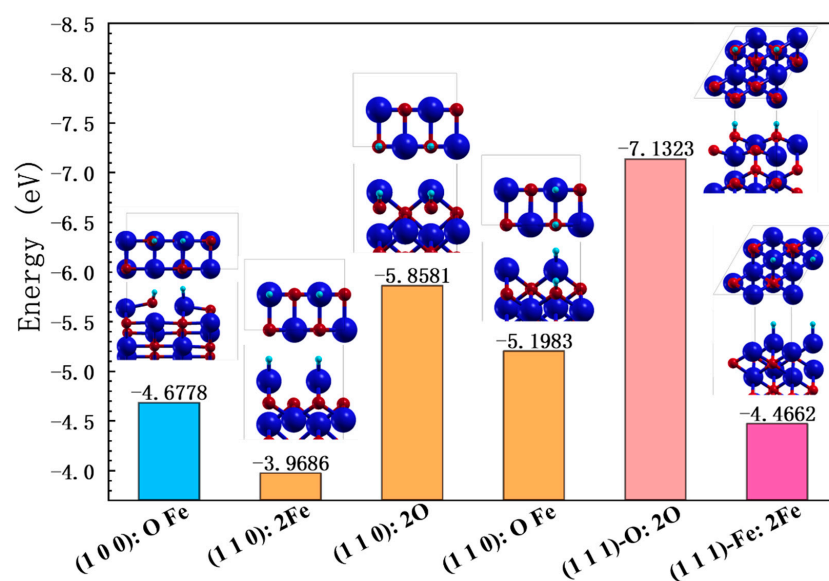 Energy (eV)
-8.5
-8.0
-7.5
-7.0
-6.5
-6.0
-5.5
-5.0
-4.5
-4.0
-4.6778
-3.9686
-5.8581
-5.1983
-7.1323
-4.4662
(1 0 0): O Fe
(1 1 0): 2Fe
(1 1 0): 2O
(1 1 0): O Fe
(1 1 1)-O: 2O
(1 1 1)-Fe: 2Fe